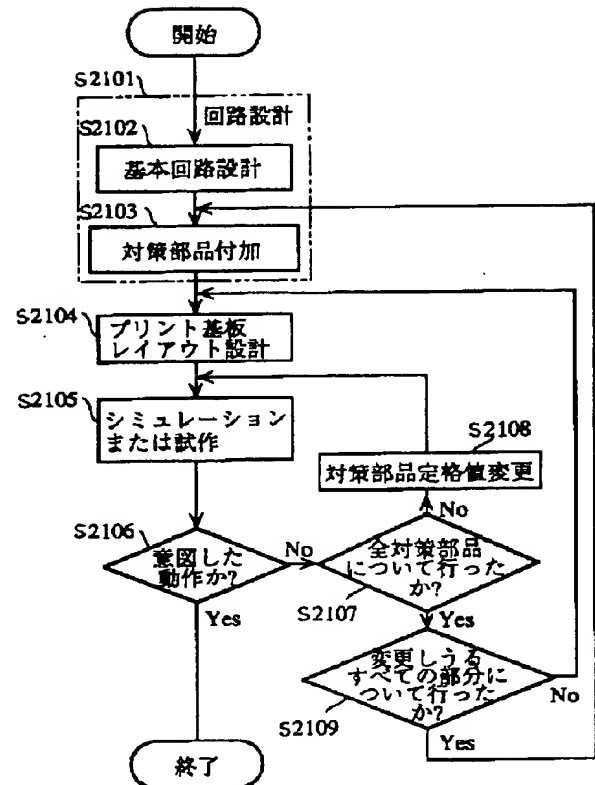 開始
S2101
回路設計
S2102
基本回路設計
S2103
対策部品付加
S2104
プリント基板
レイアウト設計
S2105
シミュレーション
または試作
S2108
対策部品定格値変更
No
S2106
意図した
動作か?
No
全対策部品
について行った
か?
S2107
Yes
Yes
変更しうる
すべての部分に
ついて行った
か?
No
S2109
Yes
終了